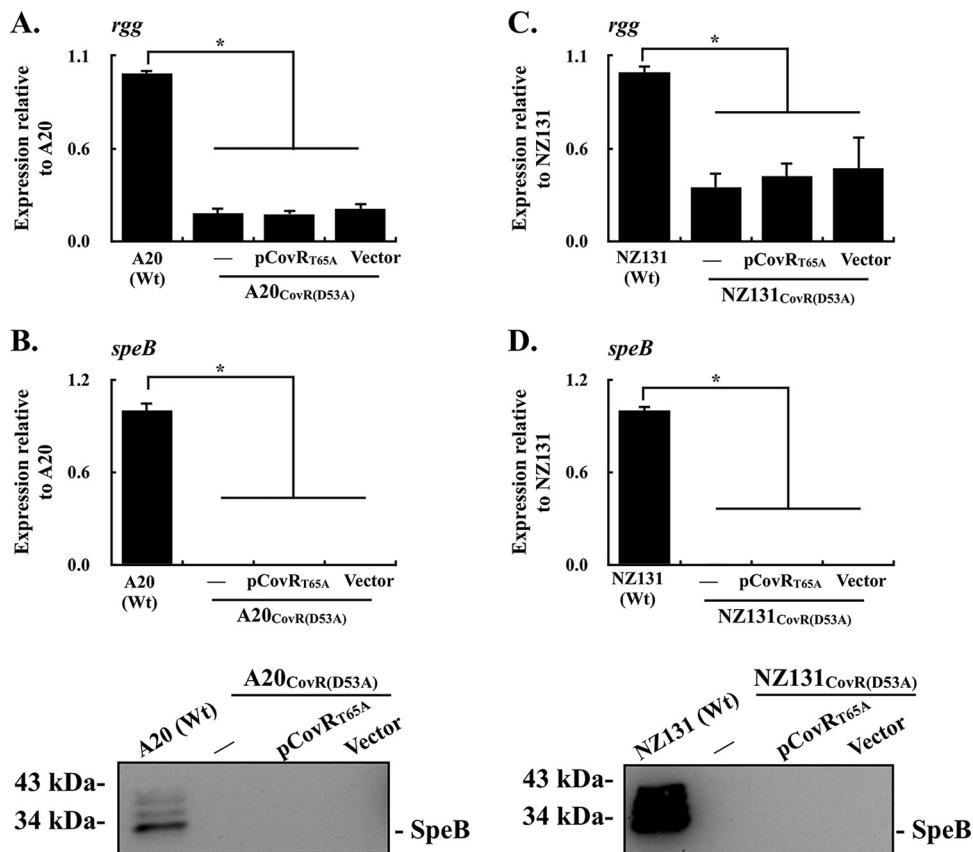 A.
rgg
*
Expression relative
to A20
1.1
0.6
0.0
A20
(Wt)
— pCovRT65A Vector
A20CovR(D53A)
C.
rgg
*
Expression relative
to NZ131
1.1
0.6
0.0
NZ131
(Wt)
— pCovRT65A Vector
NZ131CovR(D53A)
B.
speB
*
Expression relative
to A20
1.2
0.6
0.0
A20
(Wt)
— pCovRT65A Vector
A20CovR(D53A)
D.
speB
*
Expression relative
to NZ131
1.2
0.6
0.0
NZ131
(Wt)
— pCovRT65A Vector
NZ131CovR(D53A)
A20CovR(D53A)
A20 (Wt)
—
pCovRT65A
Vector
43 kDa-
34 kDa-
- SpeB
NZ131CovR(D53A)
NZ131 (Wt)
—
pCovRT65A
Vector
43 kDa-
34 kDa-
- SpeB